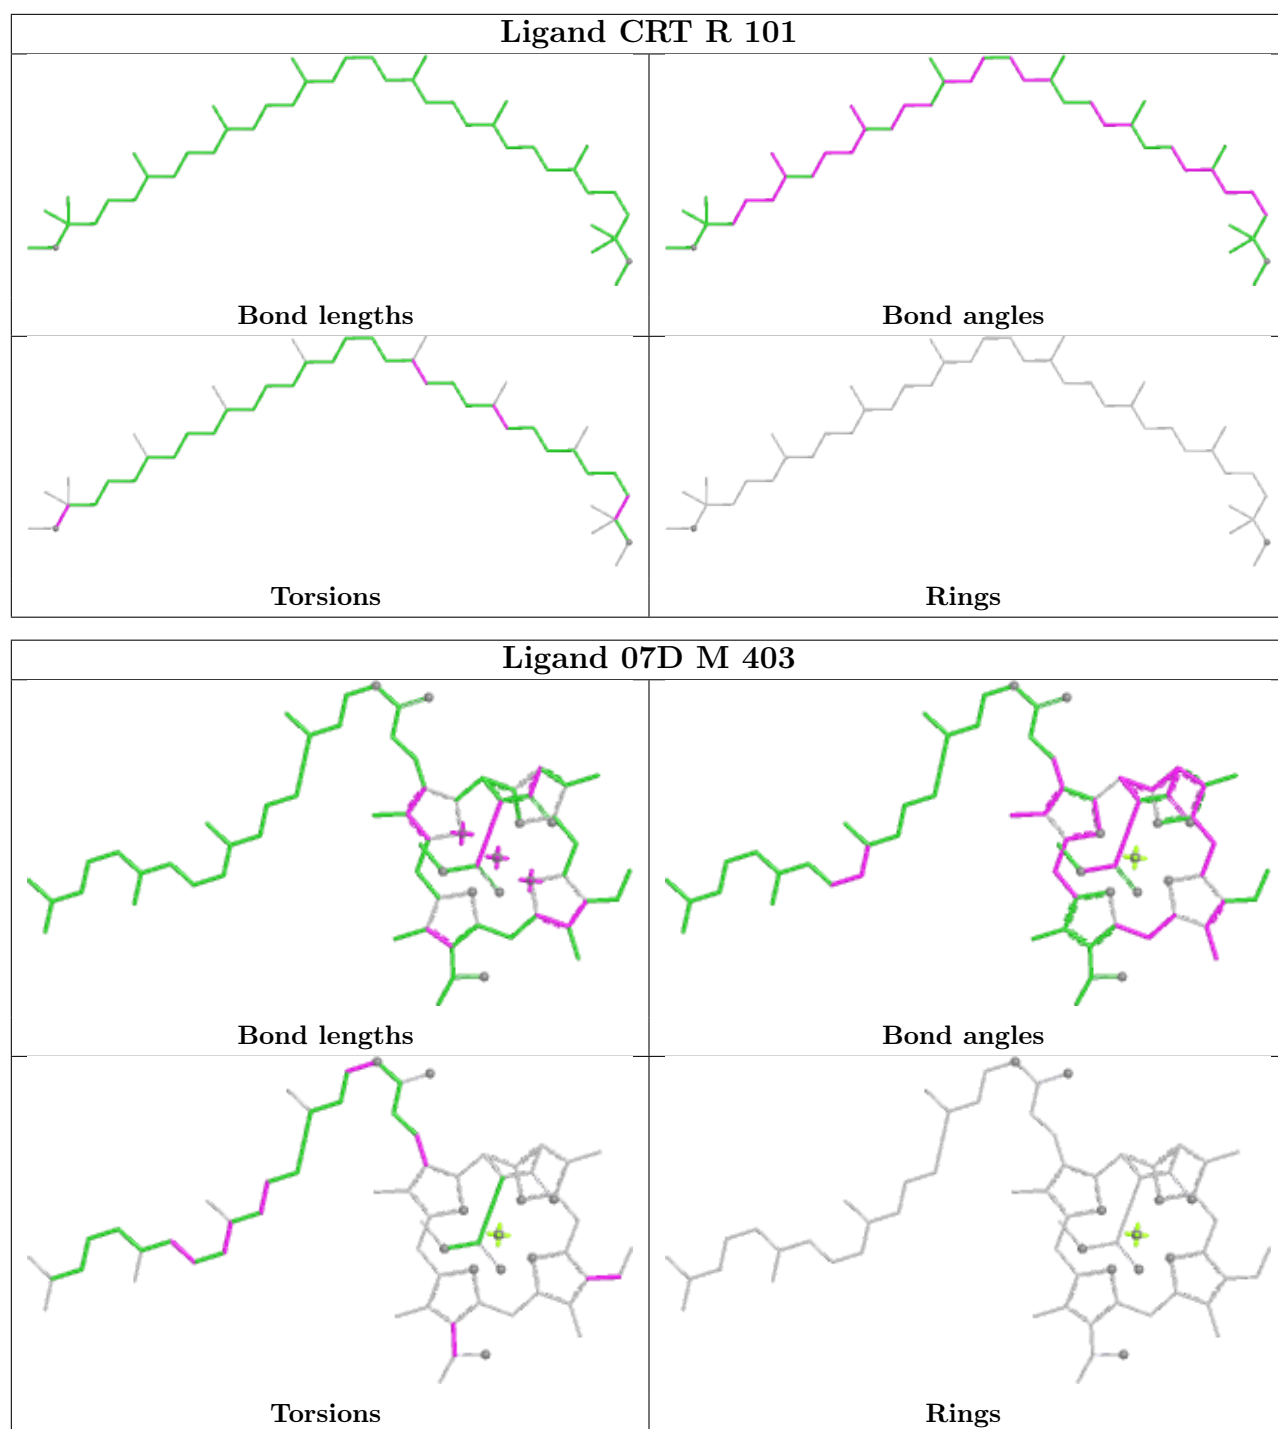 Ligand CRT R 101
Bond lengths
Bond angles
Torsions
Rings
Ligand 07D M 403
Bond lengths
Bond angles
Torsions
Rings